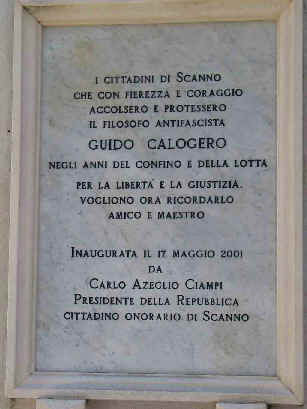 I CITTADINI DI SCANNO
CHE CON FIEREZZA E CORAGGIO
ACCOLSERO E PROTESSERO
IL FILOSOFO ANTIFASCISTA
GUIDO CALOGERO
NEGLI ANNI DEL CONFINO E DELLA LOTTA
PER LA LIBERTA' E LA GIUSTIZIA.
VOGLIONO ORA RICORDARLO
AMICO E MAESTRO
INAUGURATA IL 17 MAGGIO 2001
DA
CARLO AZEGLIO CIAMPI
PRESIDENTE DELLA REPUBBLICA
CITTADINO ONORARIO DI SCANNO